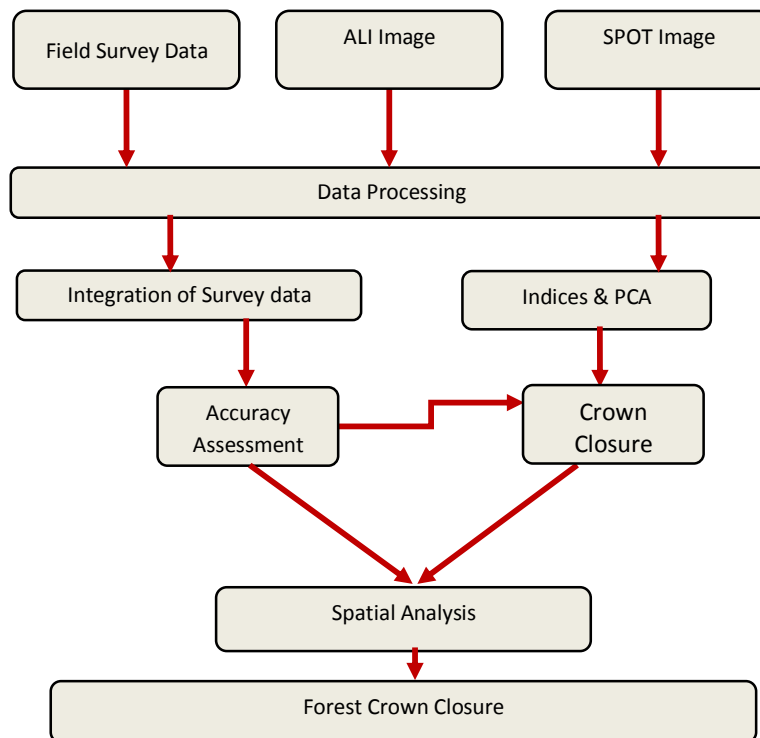 Field Survey Data
ALI Image
SPOT Image
Data Processing
Integration of Survey data
Indices & PCA
Accuracy
Assessment
Crown
Closure
Spatial Analysis
Forest Crown Closure